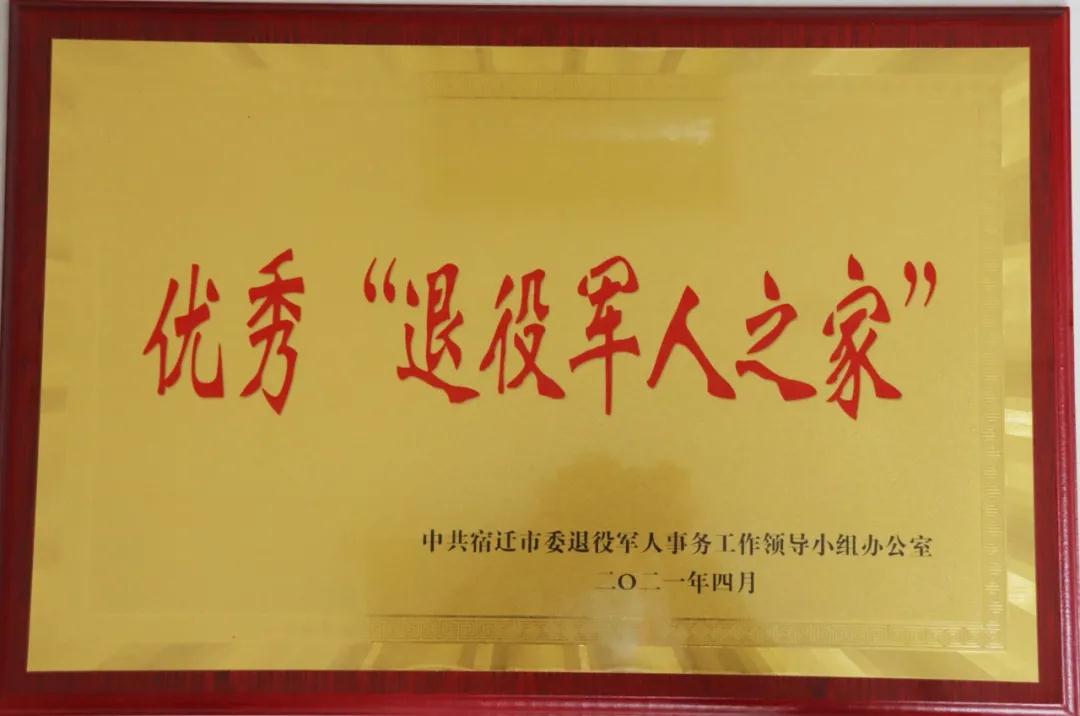 优秀“退役军人之家”
中共宿迁市委退役军人事务工作领导小组办公室
二〇二一年四月